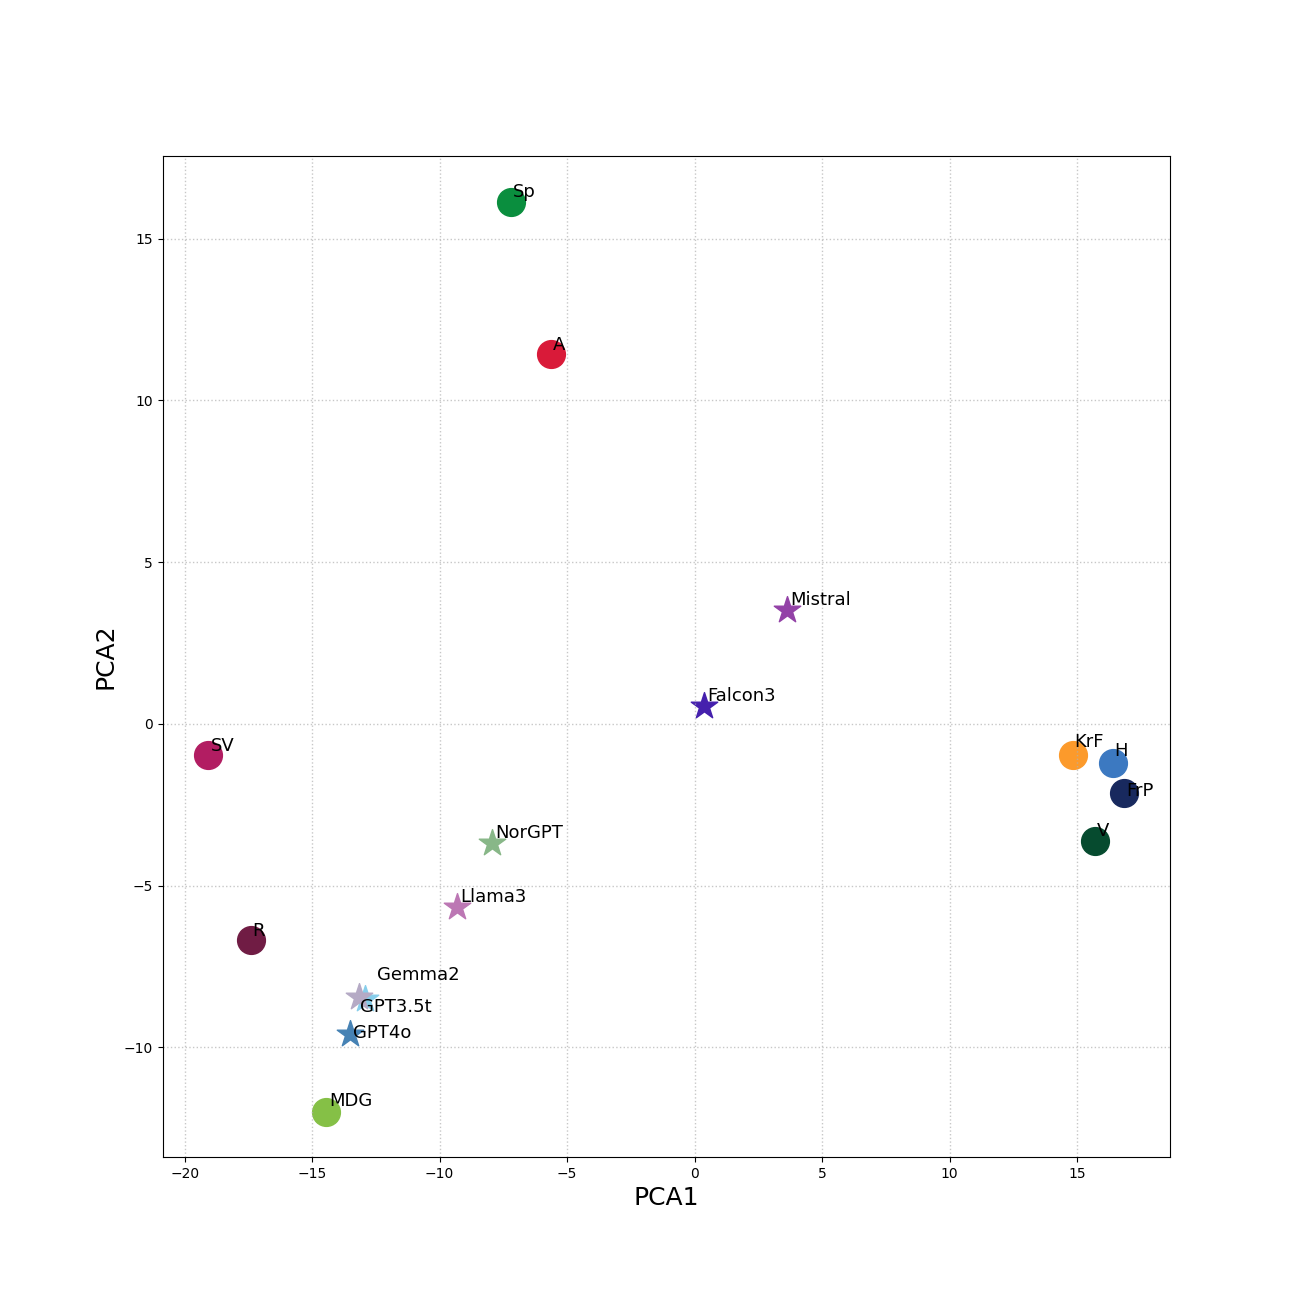 Sp
15
A
10
5
Mistral
PCA2
Falcon3
0
SV
KrF
H
FrP
V
NorGPT
−5
Llama3
R
Gemma2
GPT3.5t
GPT4o
−10
MDG
−20 −15 −10 −5 0 5 10 15
PCA1